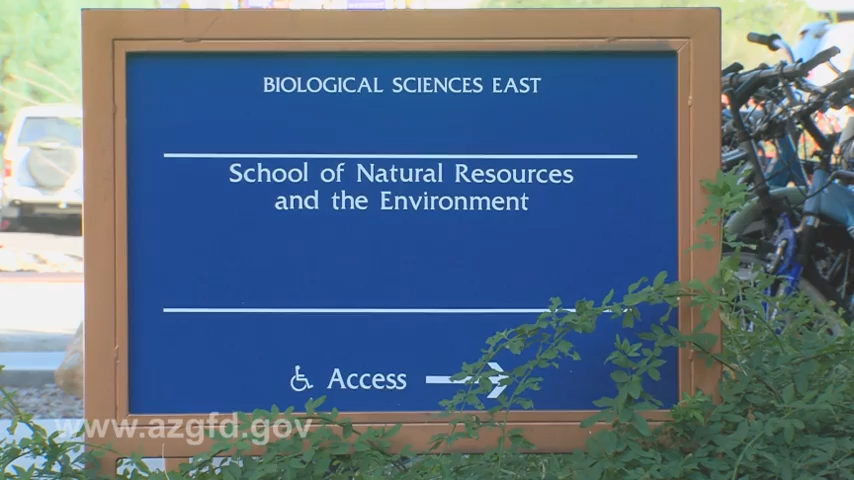 BIOLOGICAL SCIENCES EAST
School of Natural Resources
and the Environment
Access
www.azgfd.gov